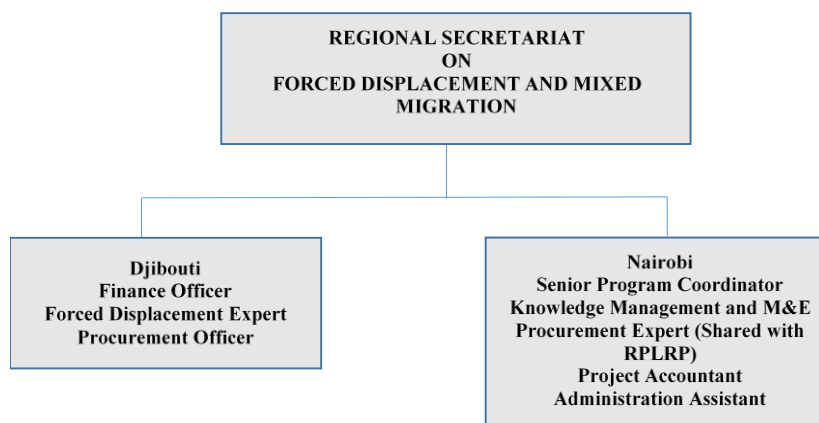 REGIONAL SECRETARIAT
ON
FORCED DISPLACEMENT AND MIXED
MIGRATION
Djibouti
Finance Officer
Forced Displacement Expert
Procurement Officer
Nairobi
Senior Program Coordinator
Knowledge Management and M&E
Procurement Expert (Shared with
RPLRP)
Project Accountant
Administration Assistant